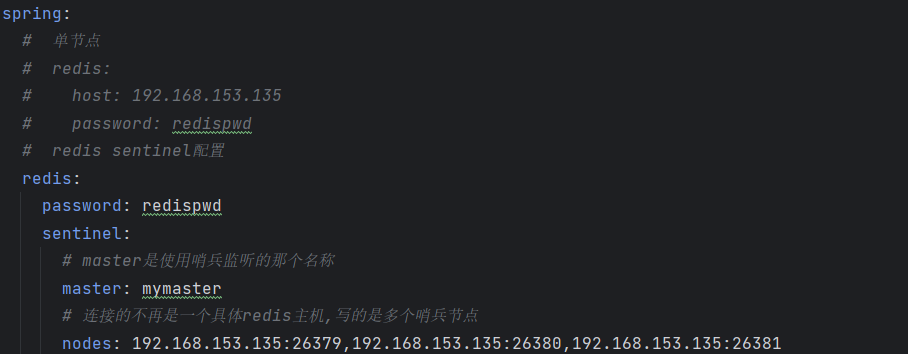 spring:
  #  单节点
  #  redis:
  #    host: 192.168.153.135
  #    password: redispwd
  #  redis sentinel配置
  redis:
    password: redispwd
    sentinel:
      # master是使用哨兵监听的那个名称
      master: mymaster
      # 连接的不再是一个具体redis主机,写的是多个哨兵节点
      nodes: 192.168.153.135:26379,192.168.153.135:26380,192.168.153.135:26381